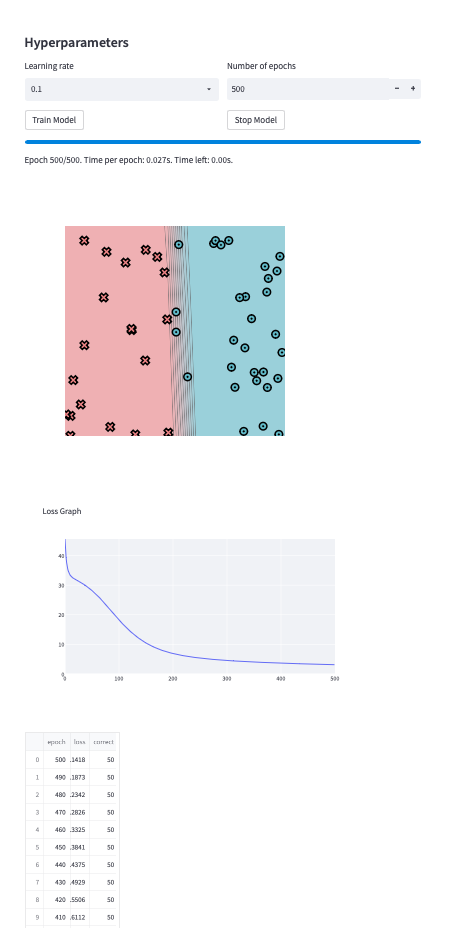 Hyperparameters
Learning rate
Number of epochs
0.1
500
− +
Train Model
Stop Model
Epoch 500/500. Time per epoch: 0.027s. Time left: 0.00s.
Loss Graph
40
30
20
10
0
0 100 200 300 400 500
epoch loss correct
0 500 .1418 50
1 490 .1873 50
2 480 .2342 50
3 470 .2826 50
4 460 .3325 50
5 450 .3841 50
6 440 .4375 50
7 430 .4929 50
8 420 .5506 50
9 410 .6112 50